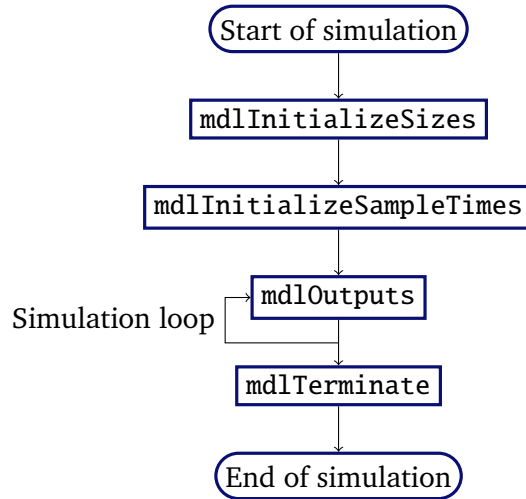 Start of simulation
mdlInitializeSizes
mdlInitializeSampleTimes
mdlOutputs
Simulation loop
mdlTerminate
End of simulation